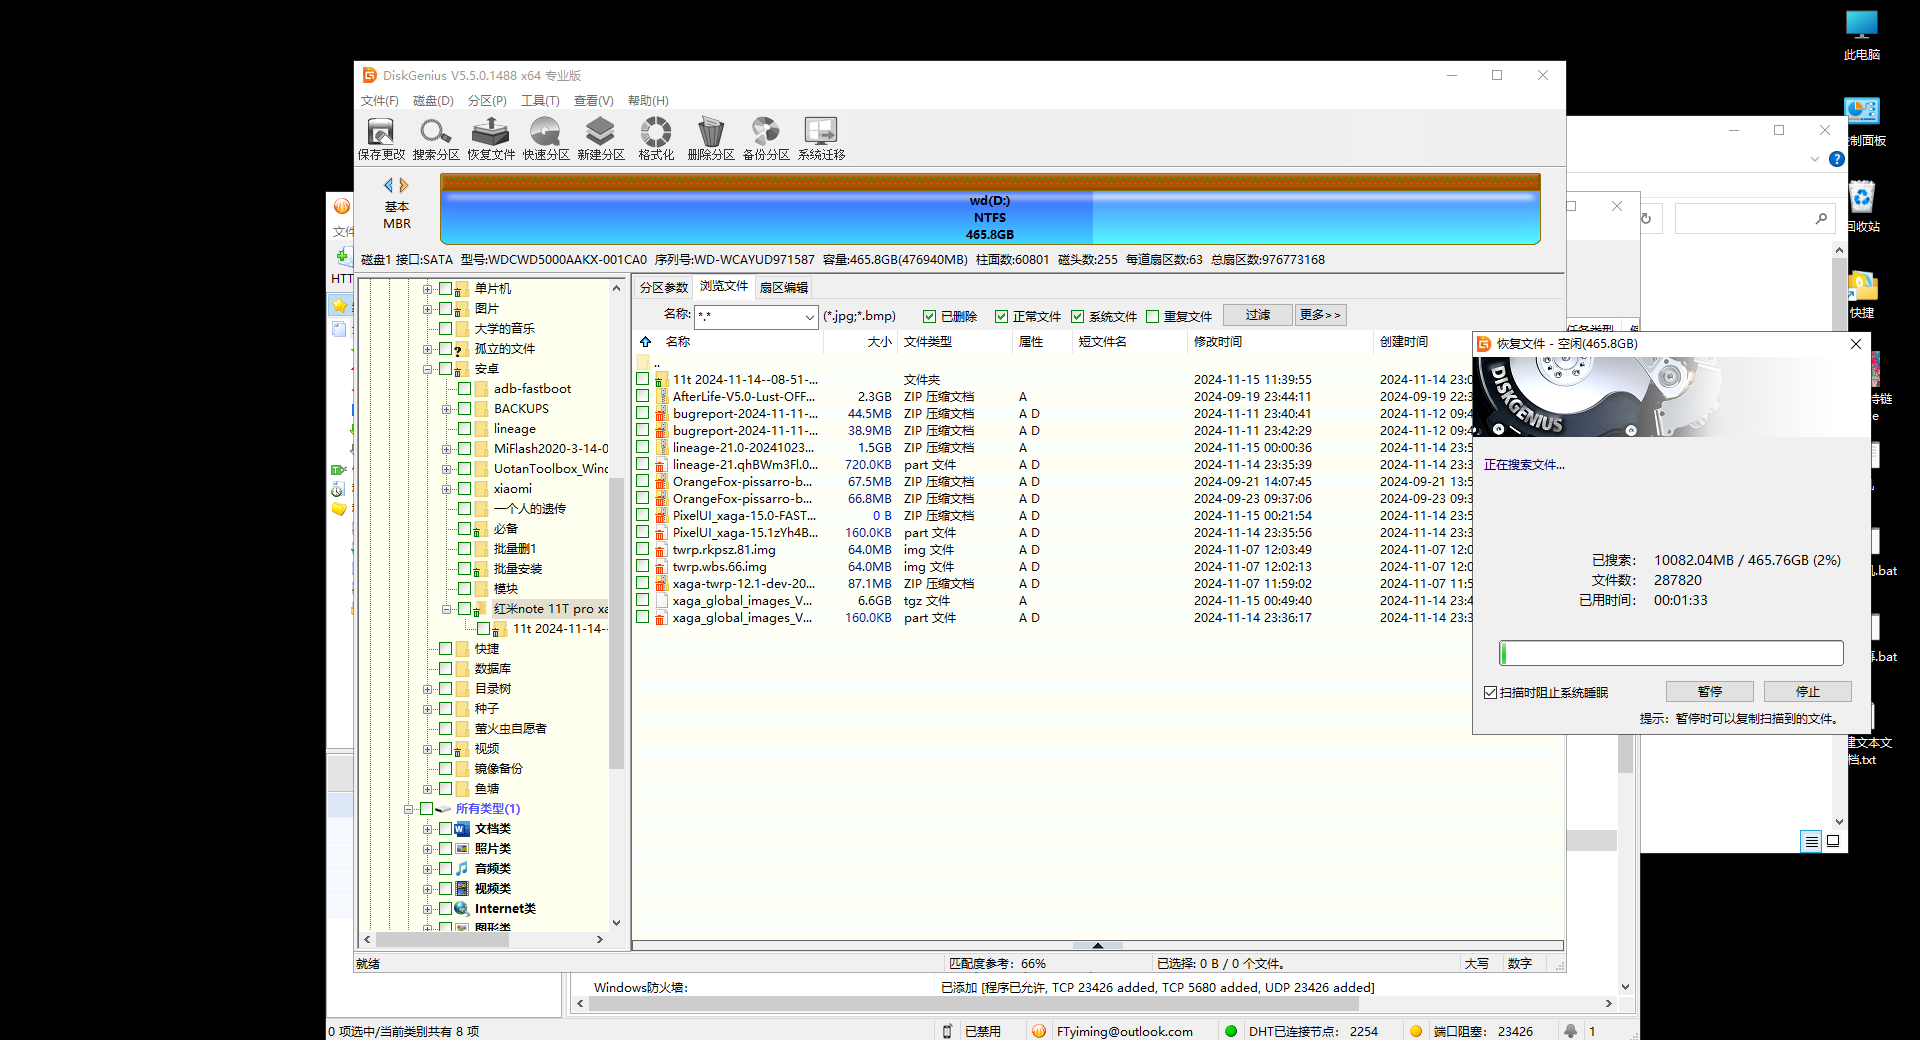 此电脑
DiskGenius V5.5.0.1488 x64 专业版
文件(F) 磁盘(D) 分区(P) 工具(T) 查看(V) 帮助(H)
保存更改 搜索分区 恢复文件 快速分区 新建分区 格式化 删除分区 备份分区 系统迁移
基本
MBR
wd(D:)
NTFS
465.8GB
磁盘1 接口:SATA 型号:WDCWD5000AAKX-001CA0 序列号:WD-WCAYUD971587 容量:465.8GB(476940MB) 柱面数:60801 磁头数:255 每道扇区数:63 总扇区数:976773168
单片机
图片
大学的音乐
孤立的文件
安卓
adb-fastboot
BACKUPS
lineage
MiFlash2020-3-14-0
UotanToolbox_Winc
xiaomi
一个人的遗传
必备
批量删1
批量安装
模块
红米note 11T pro xa
11t 2024-11-14-
快捷
数据库
目录树
种子
萤火虫自愿者
视频
镜像备份
鱼塘
所有类型(1)
文档类
照片类
音频类
视频类
Internet类
图形类
分区参数 浏览文件 扇区编辑
名称: *.* (*.jpg;*.bmp) 已删除 正常文件 系统文件 重复文件 过滤 更多>>
名称 大小 文件类型 属性 短文件名 修改时间 创建时间
..
11t 2024-11-14--08-51-... 文件夹 2024-11-15 11:39:55 2024-11-14 23:0
AfterLife-V5.0-Lust-OFF... 2.3GB ZIP 压缩文档 A 2024-09-19 23:44:11 2024-09-19 22:3
bugreport-2024-11-11-... 44.5MB ZIP 压缩文档 A D 2024-11-11 23:40:41 2024-11-12 09:4
bugreport-2024-11-11-... 38.9MB ZIP 压缩文档 A D 2024-11-11 23:42:29 2024-11-12 09:4
lineage-21.0-20241023... 1.5GB ZIP 压缩文档 A 2024-11-15 00:00:36 2024-11-14 23:5
lineage-21.qhBWm3Fl.0... 720.0KB part 文件 A D 2024-11-14 23:35:39 2024-11-14 23:3
OrangeFox-pissarro-b... 67.5MB ZIP 压缩文档 A D 2024-09-21 14:07:45 2024-09-21 13:5
OrangeFox-pissarro-b... 66.8MB ZIP 压缩文档 A D 2024-09-23 09:37:06 2024-09-23 09:3
PixelUI_xaga-15.0-FAST... 0 B ZIP 压缩文档 A D 2024-11-15 00:21:54 2024-11-14 23:5
PixelUI_xaga-15.1zYh4B... 160.0KB part 文件 A D 2024-11-14 23:35:56 2024-11-14 23:3
twrp.rkpsz.81.img 64.0MB img 文件 A D 2024-11-07 12:03:49 2024-11-07 12:0
twrp.wbs.66.img 64.0MB img 文件 A D 2024-11-07 12:02:13 2024-11-07 12:0
xaga-twrp-12.1-dev-20... 87.1MB ZIP 压缩文档 A D 2024-11-07 11:59:02 2024-11-07 11:5
xaga_global_images_V... 6.6GB tgz 文件 A 2024-11-15 00:49:40 2024-11-14 23:4
xaga_global_images_V... 160.0KB part 文件 A D 2024-11-14 23:36:17 2024-11-14 23:3
就绪 匹配度参考: 66% 已选择: 0 B / 0 个文件。 大写 数字
恢复文件 - 空闲(465.8GB)
DISKGENIUS
正在搜索文件...
已搜索: 10082.04MB / 465.76GB (2%)
文件数: 287820
已用时间: 00:01:33
扫描时阻止系统睡眠 暂停 停止
提示: 暂停时可以复制扫描到的文件。
制面板
回收站
快捷
.bat
.bat
建文本文
档.txt
文件
HTT
任务类型
Windows防火墙: 已添加 [程序已允许, TCP 23426 added, TCP 5680 added, UDP 23426 added]
0 项选中/当前类别共有 8 项 已禁用 FTyiming@outlook.com DHT已连接节点: 2254 端口阻塞: 23426 1